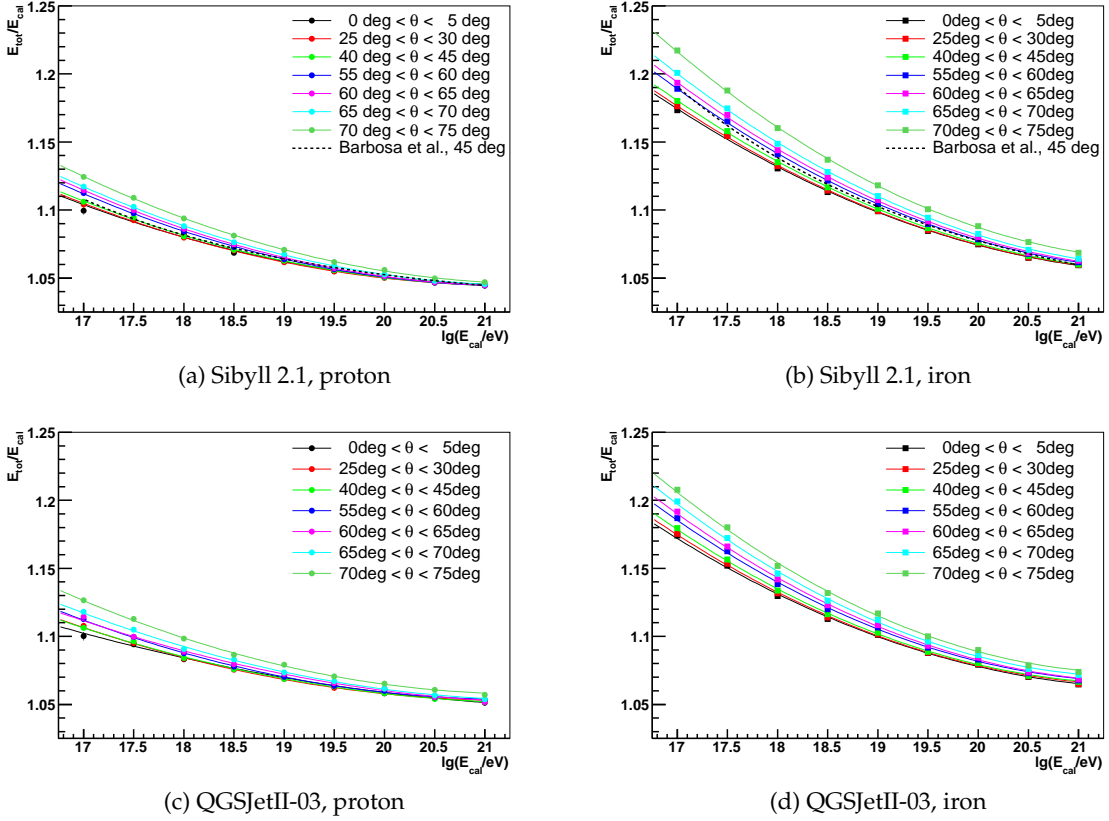 E_tot/E_cal
1.25
1.2
1.15
1.1
1.05
0 deg < θ < 5 deg
25 deg < θ < 30 deg
40 deg < θ < 45 deg
55 deg < θ < 60 deg
60 deg < θ < 65 deg
65 deg < θ < 70 deg
70 deg < θ < 75 deg
Barbosa et al., 45 deg
17 17.5 18 18.5 19 19.5 20 20.5 21
lg(E_cal/eV)
(a) Sibyll 2.1, proton
E_tot/E_cal
1.25
1.2
1.15
1.1
1.05
0deg < θ < 5deg
25deg < θ < 30deg
40deg < θ < 45deg
55deg < θ < 60deg
60deg < θ < 65deg
65deg < θ < 70deg
70deg < θ < 75deg
Barbosa et al., 45 deg
17 17.5 18 18.5 19 19.5 20 20.5 21
lg(E_cal/eV)
(b) Sibyll 2.1, iron
E_tot/E_cal
1.25
1.2
1.15
1.1
1.05
0deg < θ < 5deg
25deg < θ < 30deg
40deg < θ < 45deg
55deg < θ < 60deg
60deg < θ < 65deg
65deg < θ < 70deg
70deg < θ < 75deg
17 17.5 18 18.5 19 19.5 20 20.5 21
lg(E_cal/eV)
(c) QGSJetII-03, proton
E_tot/E_cal
1.25
1.2
1.15
1.1
1.05
0deg < θ < 5deg
25deg < θ < 30deg
40deg < θ < 45deg
55deg < θ < 60deg
60deg < θ < 65deg
65deg < θ < 70deg
70deg < θ < 75deg
17 17.5 18 18.5 19 19.5 20 20.5 21
lg(E_cal/eV)
(d) QGSJetII-03, iron